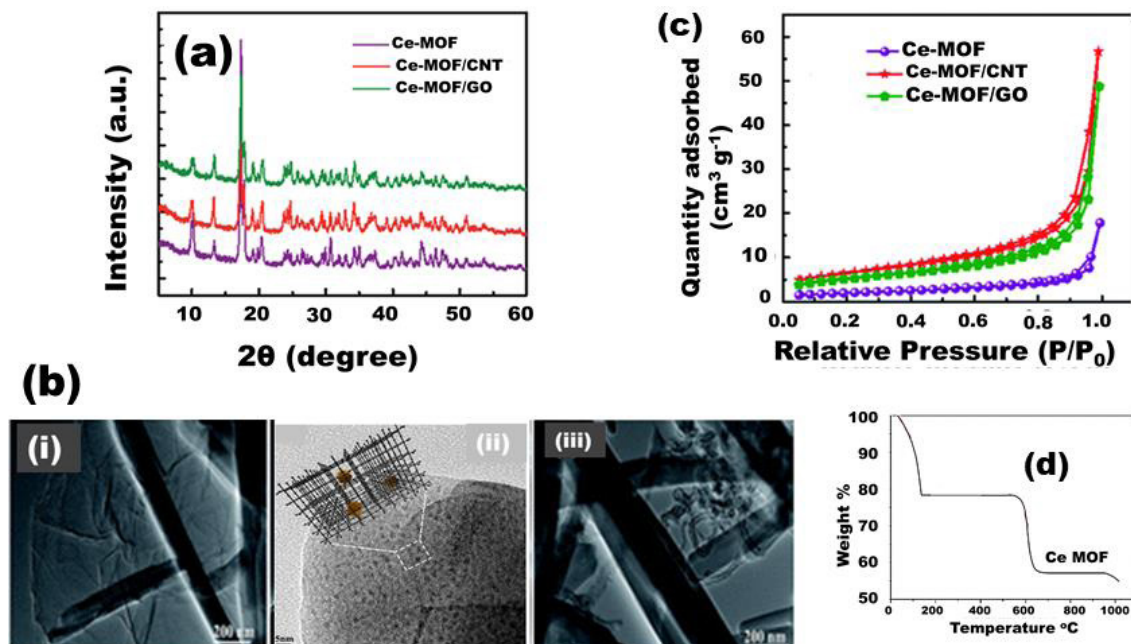 (a)
Ce-MOF
Ce-MOF/CNT
Ce-MOF/GO
Intensity (a.u.)
10 20 30 40 50 60
2θ (degree)
(c)
Ce-MOF
Ce-MOF/CNT
Ce-MOF/GO
Quantity adsorbed
(cm³ g⁻¹)
60
50
40
30
20
10
0
0.0 0.2 0.4 0.6 0.8 1.0
Relative Pressure (P/P₀)
(b)
(i)
200 nm
(ii)
5nm
(iii)
200 nm
(d)
Weight %
100
90
80
70
60
50
Ce MOF
0 200 400 600 800 1000
Temperature °C